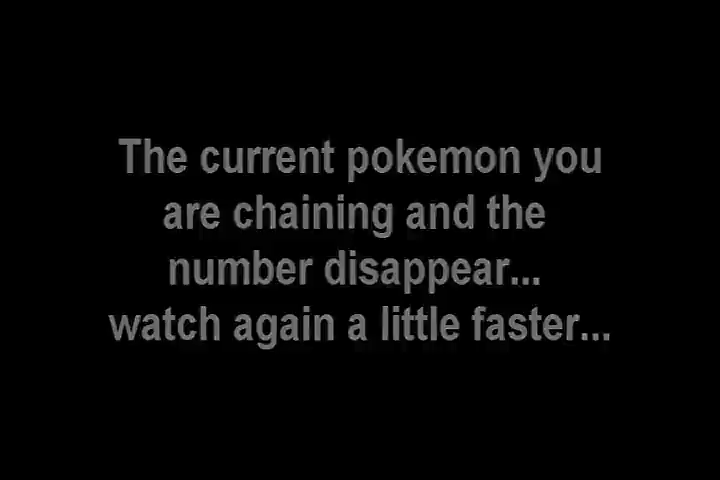 The current pokemon you
are chaining and the
number disappear...
watch again a little faster...